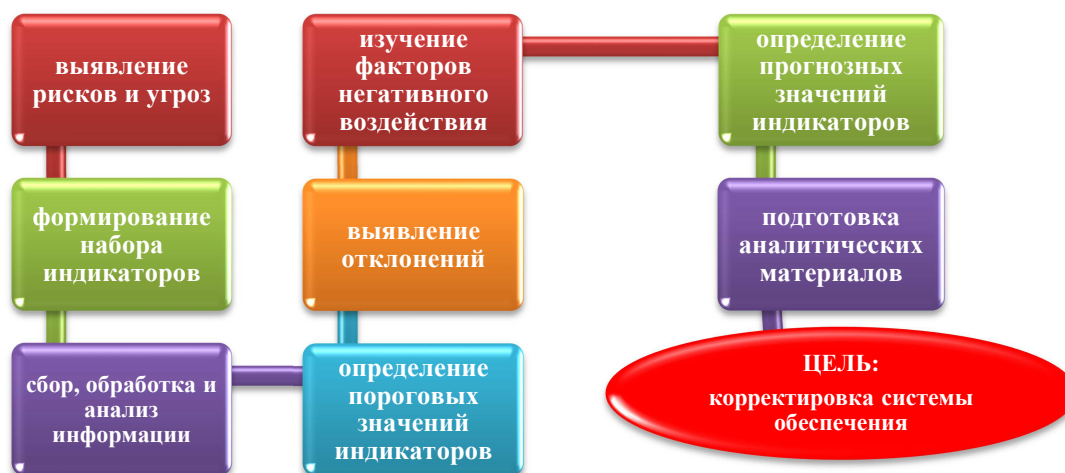 выявление
рисков и угроз
формирование
набора
индикаторов
сбор, обработка и
анализ
информации
определение
пороговых
значений
индикаторов
выявление
отклонений
изучение
факторов
негативного
воздействия
определение
прогнозных
значений
индикаторов
подготовка
аналитических
материалов
ЦЕЛЬ:
корректировка системы
обеспечения